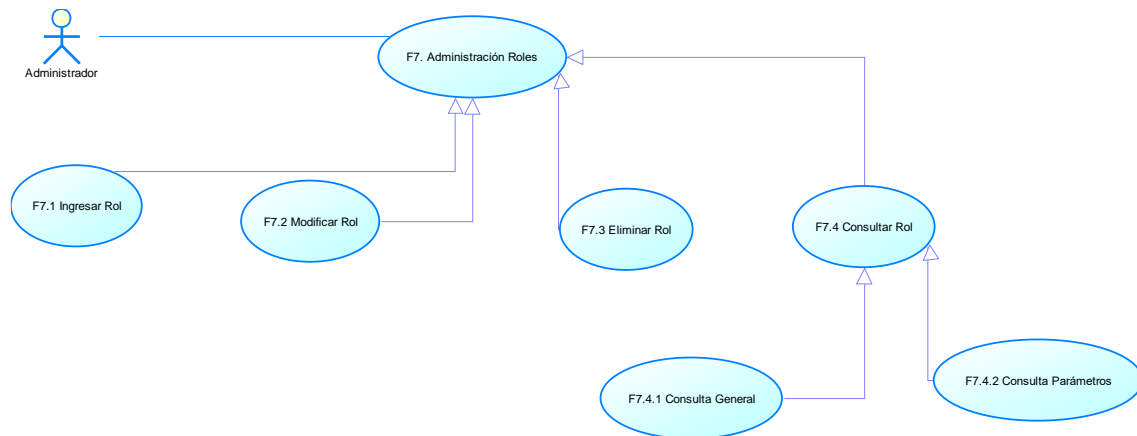 Administrador
F7. Administración Roles
F7.1 Ingresar Rol
F7.2 Modificar Rol
F7.3 Eliminar Rol
F7.4 Consultar Rol
F7.4.1 Consulta General
F7.4.2 Consulta Parámetros